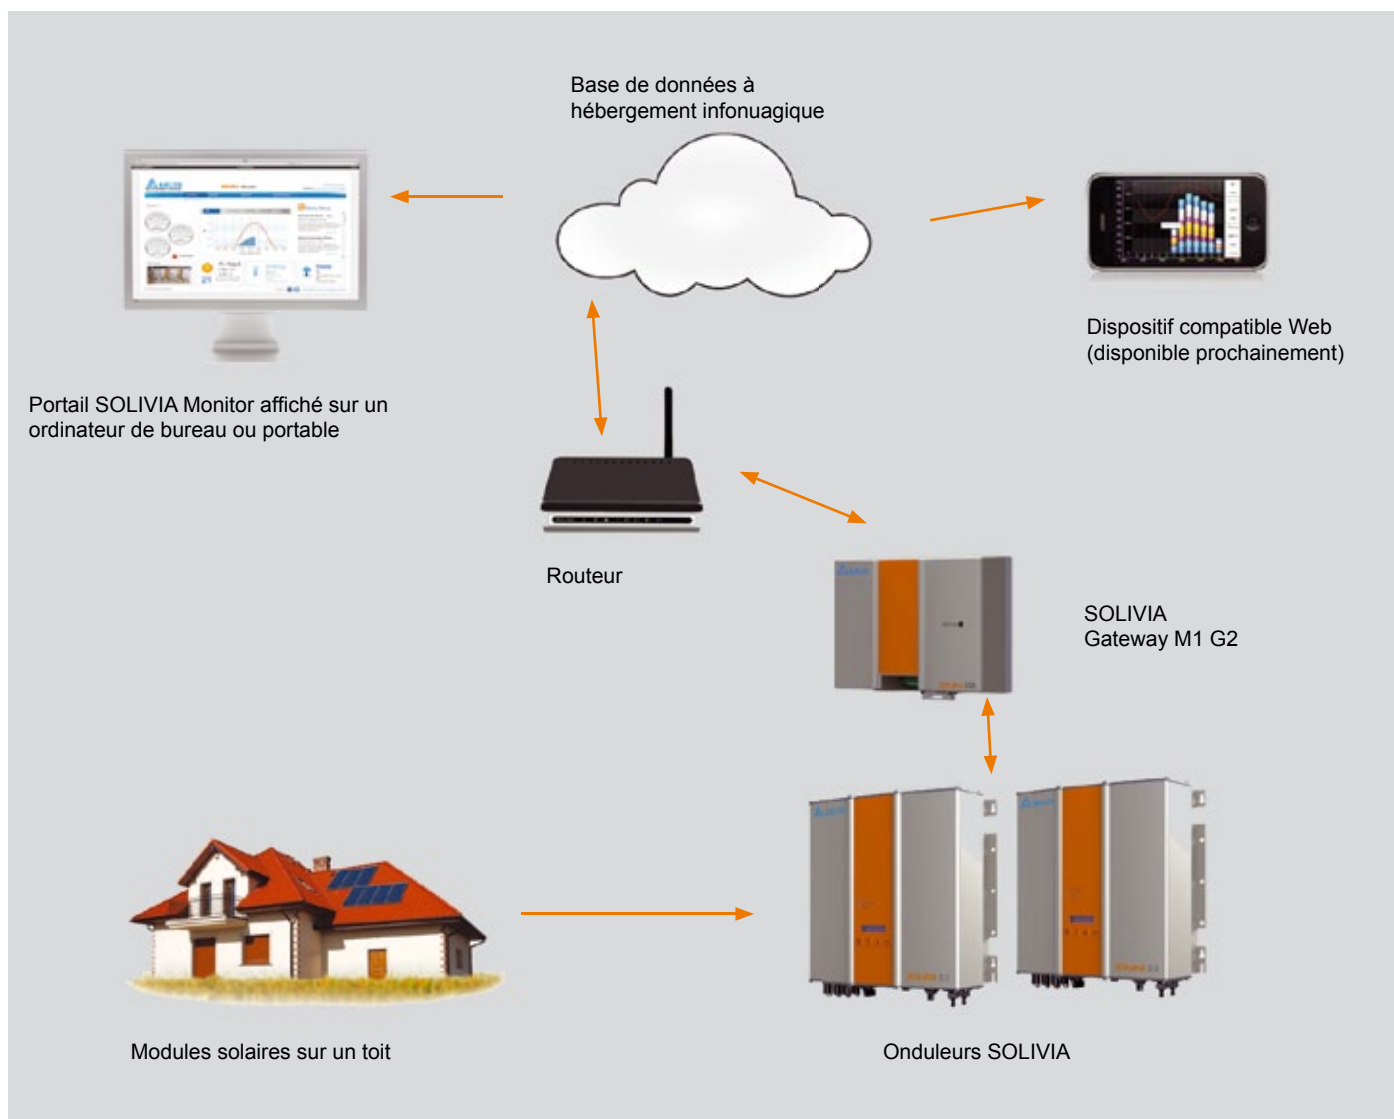 Base de données à
hébergement infonuagique
Dispositif compatible Web
(disponible prochainement)
Portail SOLIVIA Monitor affiché sur un
ordinateur de bureau ou portable
Routeur
SOLIVIA
Gateway M1 G2
Modules solaires sur un toit
Onduleurs SOLIVIA